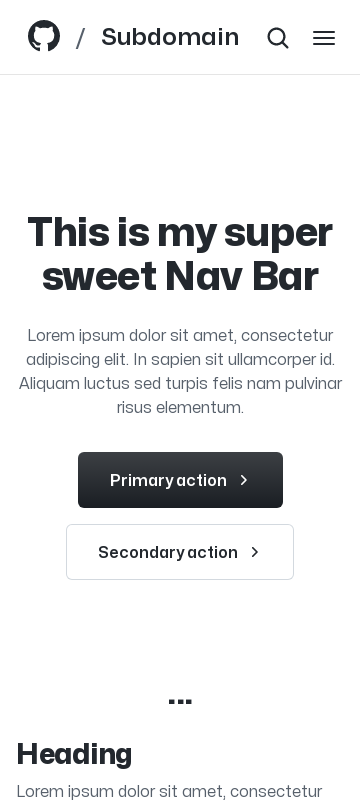 / Subdomain
This is my super
sweet Nav Bar
Lorem ipsum dolor sit amet, consectetur
adipiscing elit. In sapien sit ullamcorper id.
Aliquam luctus sed turpis felis nam pulvinar
risus elementum.
Primary action
Secondary action
...
Heading
Lorem ipsum dolor sit amet, consectetur